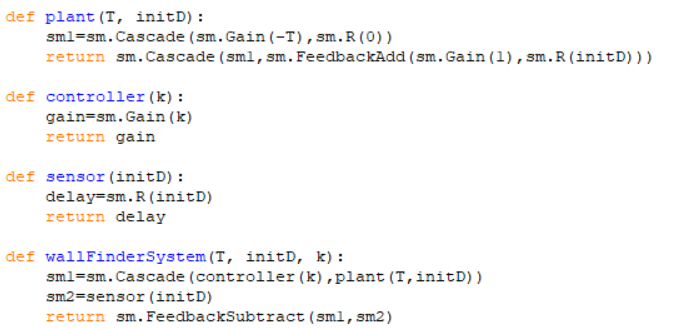 def plant(T, initD):
    sm1=sm.Cascade(sm.Gain(-T),sm.R(0))
    return sm.Cascade(sm1,sm.FeedbackAdd(sm.Gain(1),sm.R(initD)))

def controller(k):
    gain=sm.Gain(k)
    return gain

def sensor(initD):
    delay=sm.R(initD)
    return delay

def wallFinderSystem(T, initD, k):
    sm1=sm.Cascade(controller(k),plant(T,initD))
    sm2=sensor(initD)
    return sm.FeedbackSubtract(sm1,sm2)